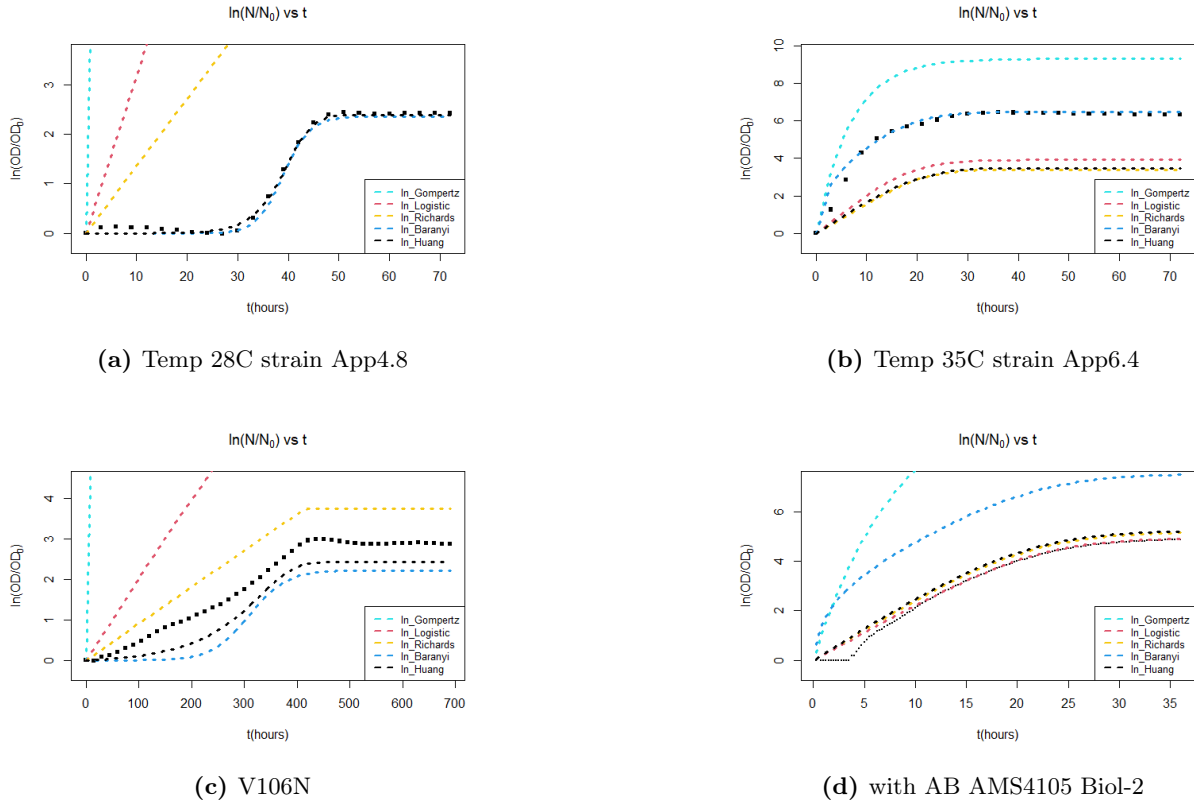 ln(N/N0) vs t
ln(OD/OD0)
3
2
1
0
ln_Gompertz
ln_Logistic
ln_Richards
ln_Baranyi
ln_Huang
0 10 20 30 40 50 60 70
t(hours)
(a) Temp 28C strain App4.8
ln(N/N0) vs t
ln(OD/OD0)
10
8
6
4
2
0
ln_Gompertz
ln_Logistic
ln_Richards
ln_Baranyi
ln_Huang
0 10 20 30 40 50 60 70
t(hours)
(b) Temp 35C strain App6.4
ln(N/N0) vs t
ln(OD/OD0)
4
3
2
1
0
ln_Gompertz
ln_Logistic
ln_Richards
ln_Baranyi
ln_Huang
0 100 200 300 400 500 600 700
t(hours)
(c) V106N
ln(N/N0) vs t
ln(OD/OD0)
6
4
2
0
ln_Gompertz
ln_Logistic
ln_Richards
ln_Baranyi
ln_Huang
0 5 10 15 20 25 30 35
t(hours)
(d) with AB AMS4105 Biol-2